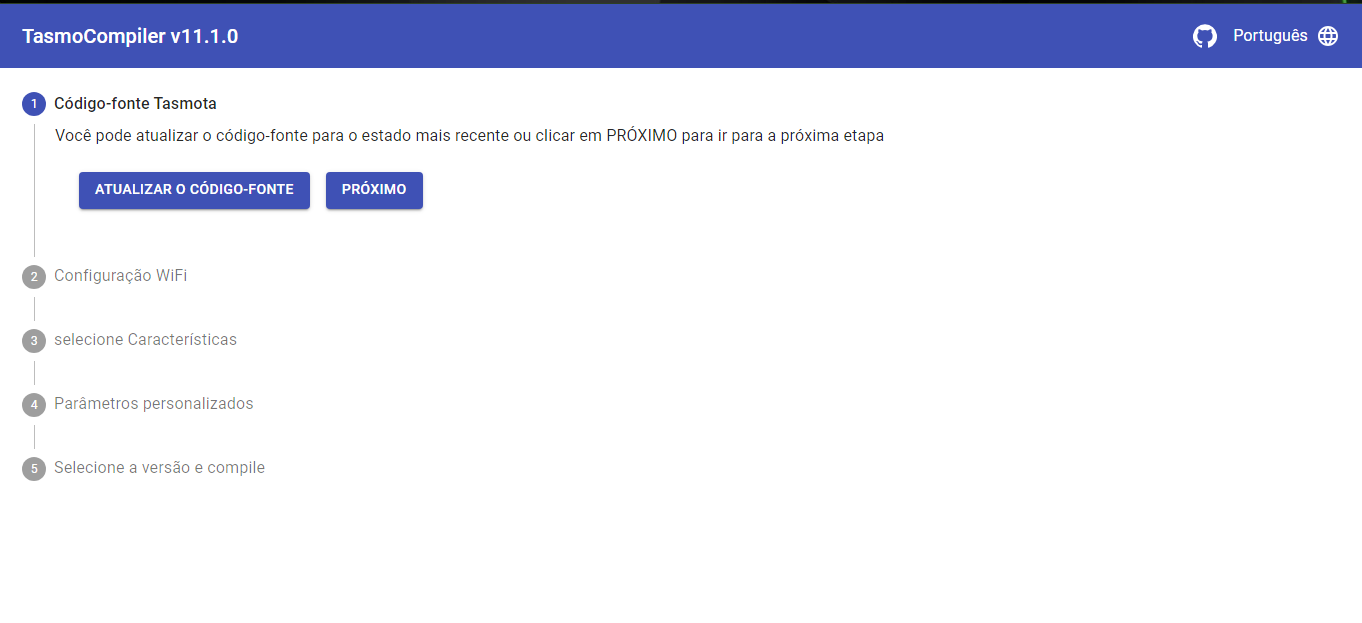 TasmoCompiler v11.1.0
Português
1 Código-fonte Tasmota
Você pode atualizar o código-fonte para o estado mais recente ou clicar em PRÓXIMO para ir para a próxima etapa
ATUALIZAR O CÓDIGO-FONTE
PRÓXIMO
2 Configuração WiFi
3 selecione Características
4 Parâmetros personalizados
5 Selecione a versão e compile